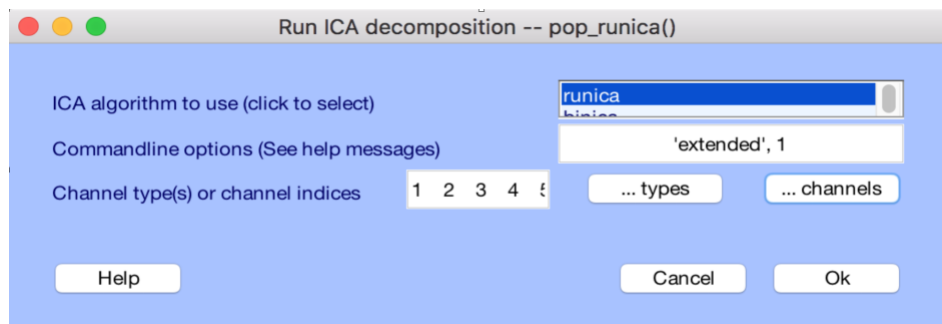 Run ICA decomposition -- pop_runica()
ICA algorithm to use (click to select)
runica
Commandline options (See help messages)
'extended', 1
Channel type(s) or channel indices
1 2 3 4
... types
... channels
Help
Cancel
Ok